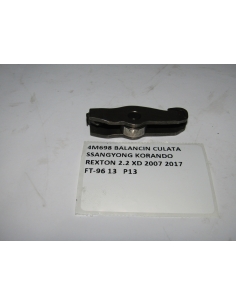 4M698 BALANCIN CULATA
SSANGYONG KORANDO
REXTON 2.2 XD 2007 2017
FT-96 13 P13